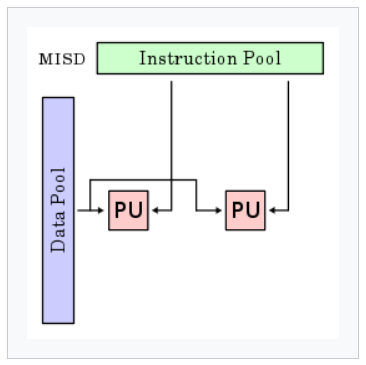 MISD
Instruction Pool
Data Pool
PU
PU